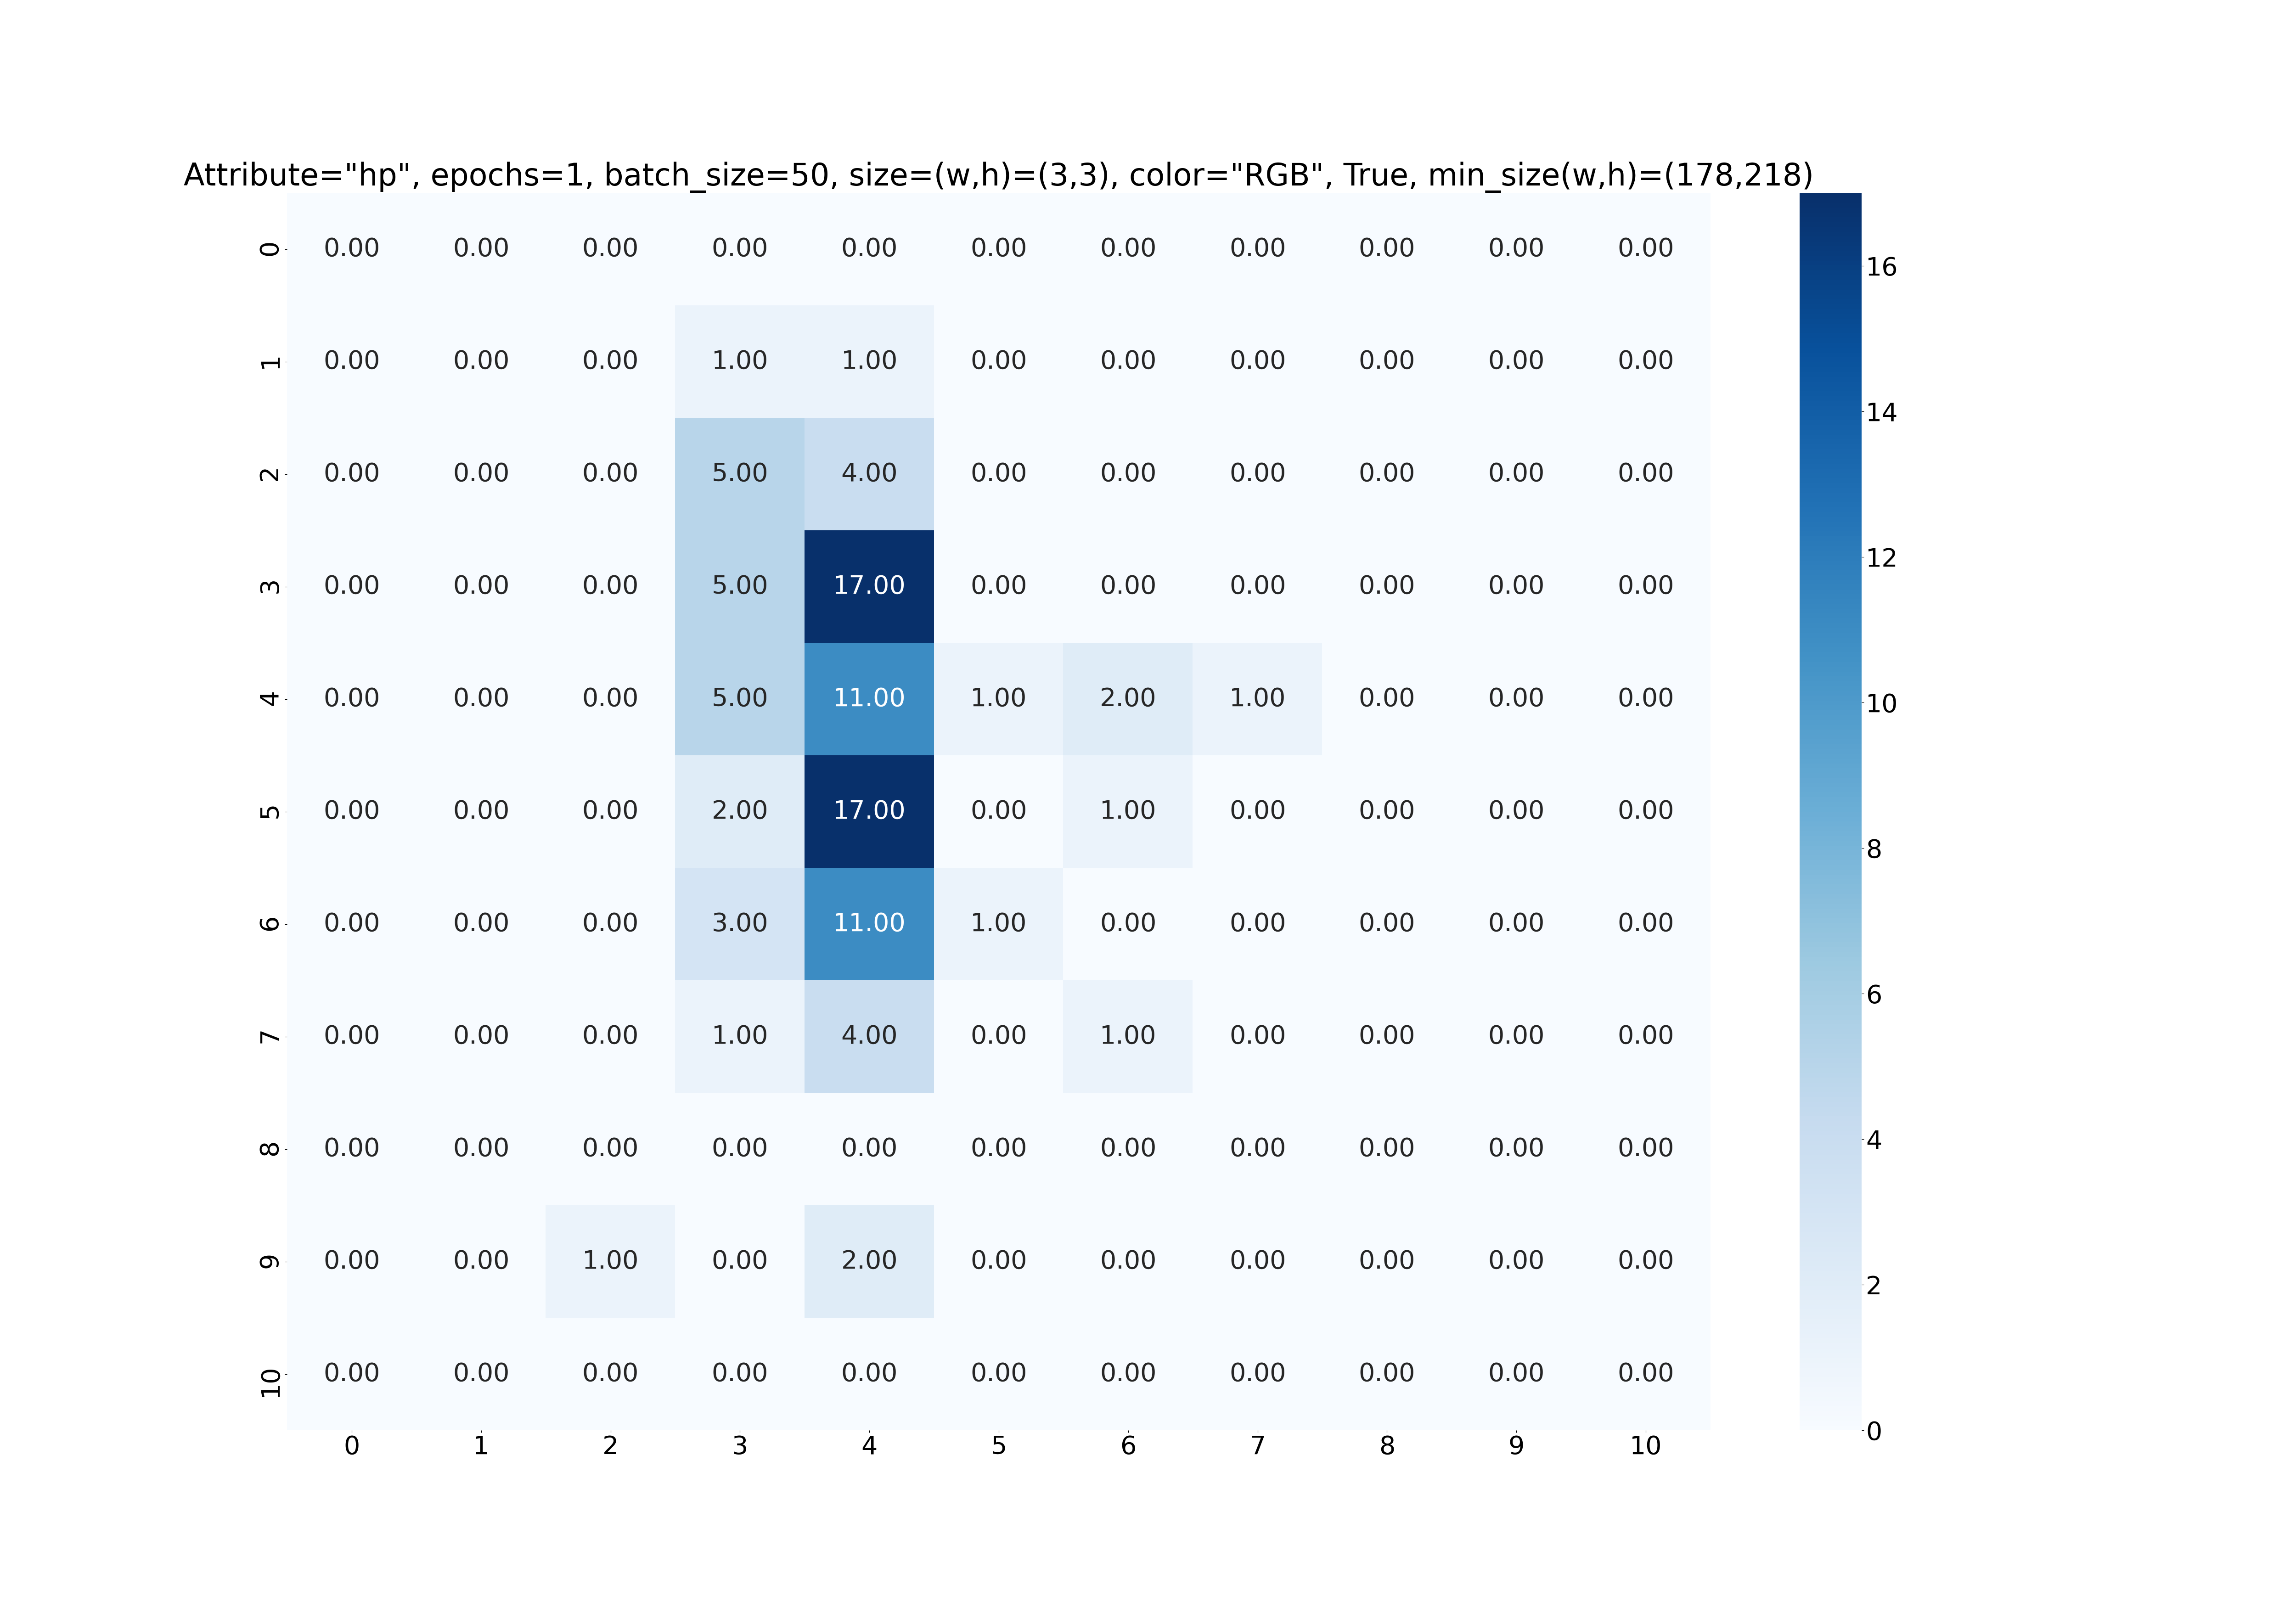 Attribute="hp", epochs=1, batch_size=50, size=(w,h)=(3,3), color="RGB", True, min_size(w,h)=(178,218)
0 0.00 0.00 0.00 0.00 0.00 0.00 0.00 0.00 0.00 0.00 0.00
1 0.00 0.00 0.00 1.00 1.00 0.00 0.00 0.00 0.00 0.00 0.00
2 0.00 0.00 0.00 5.00 4.00 0.00 0.00 0.00 0.00 0.00 0.00
3 0.00 0.00 0.00 5.00 17.00 0.00 0.00 0.00 0.00 0.00 0.00
4 0.00 0.00 0.00 5.00 11.00 1.00 2.00 1.00 0.00 0.00 0.00
5 0.00 0.00 0.00 2.00 17.00 0.00 1.00 0.00 0.00 0.00 0.00
6 0.00 0.00 0.00 3.00 11.00 1.00 0.00 0.00 0.00 0.00 0.00
7 0.00 0.00 0.00 1.00 4.00 0.00 1.00 0.00 0.00 0.00 0.00
8 0.00 0.00 0.00 0.00 0.00 0.00 0.00 0.00 0.00 0.00 0.00
9 0.00 0.00 1.00 0.00 2.00 0.00 0.00 0.00 0.00 0.00 0.00
10 0.00 0.00 0.00 0.00 0.00 0.00 0.00 0.00 0.00 0.00 0.00
0 1 2 3 4 5 6 7 8 9 10
16
14
12
10
8
6
4
2
0